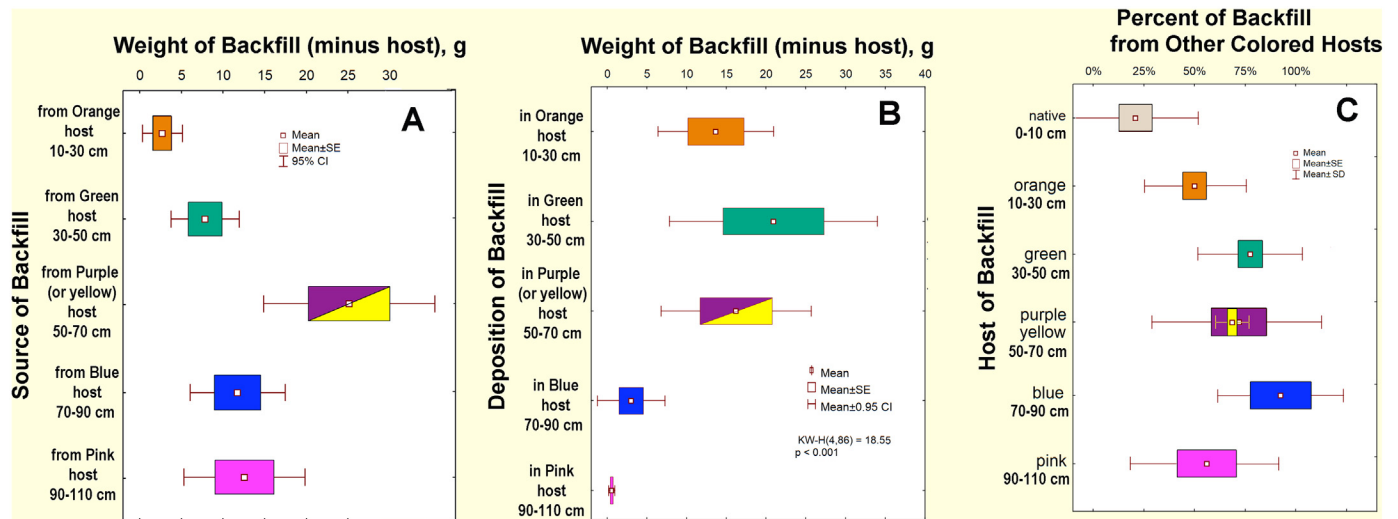 Weight of Backfill (minus host), g
0 5 10 15 20 25 30
Source of Backfill
from Orange
host
10-30 cm
from Green
host
30-50 cm
from Purple
(or yellow)
host
50-70 cm
from Blue
host
70-90 cm
from Pink
host
90-110 cm
A
Mean
Mean±SE
95% CI
Weight of Backfill (minus host), g
0 5 10 15 20 25 30 35 40
Deposition of Backfill
in Orange
host
10-30 cm
in Green
host
30-50 cm
in Purple
(or yellow)
host
50-70 cm
in Blue
host
70-90 cm
in Pink
host
90-110 cm
B
Mean
Mean±SE
Mean±0.95 CI
KW-H(4,86) = 18.55
p < 0.001
Percent of Backfill
from Other Colored Hosts
0% 25% 50% 75% 100%
Host of Backfill
native
0-10 cm
orange
10-30 cm
green
30-50 cm
purple
yellow
50-70 cm
blue
70-90 cm
pink
90-110 cm
C
Mean
Mean±SE
Mean±SD